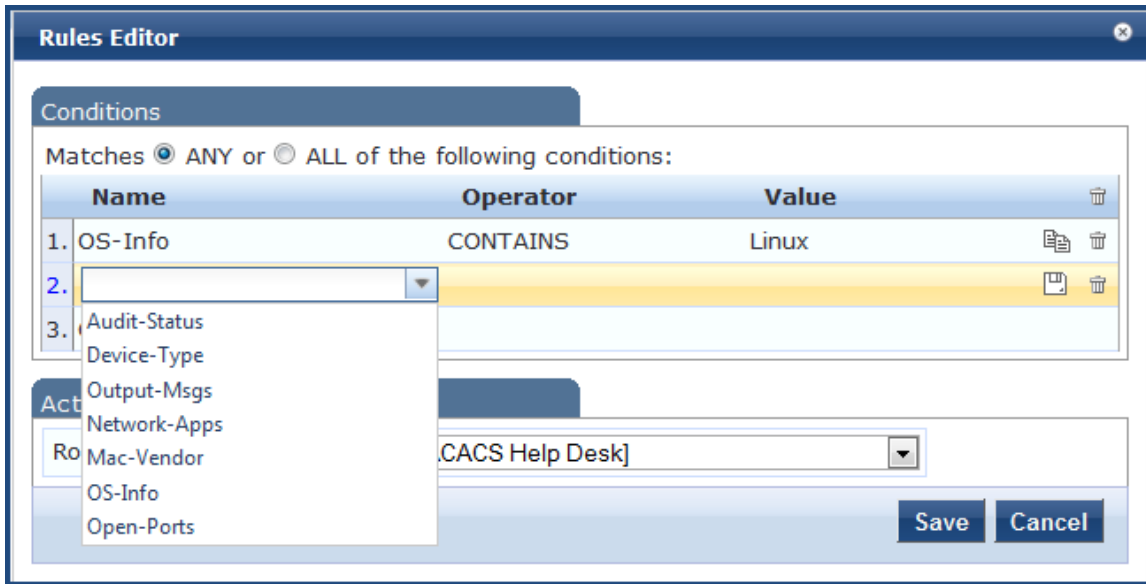 Rules Editor
Conditions
Matches ANY or ALL of the following conditions:
Name Operator Value
1. OS-Info CONTAINS Linux
2.
3.
Audit-Status
Device-Type
Output-Msgs
Network-Apps
Mac-Vendor
OS-Info
Open-Ports
Act
Ro CACS Help Desk]
Save Cancel